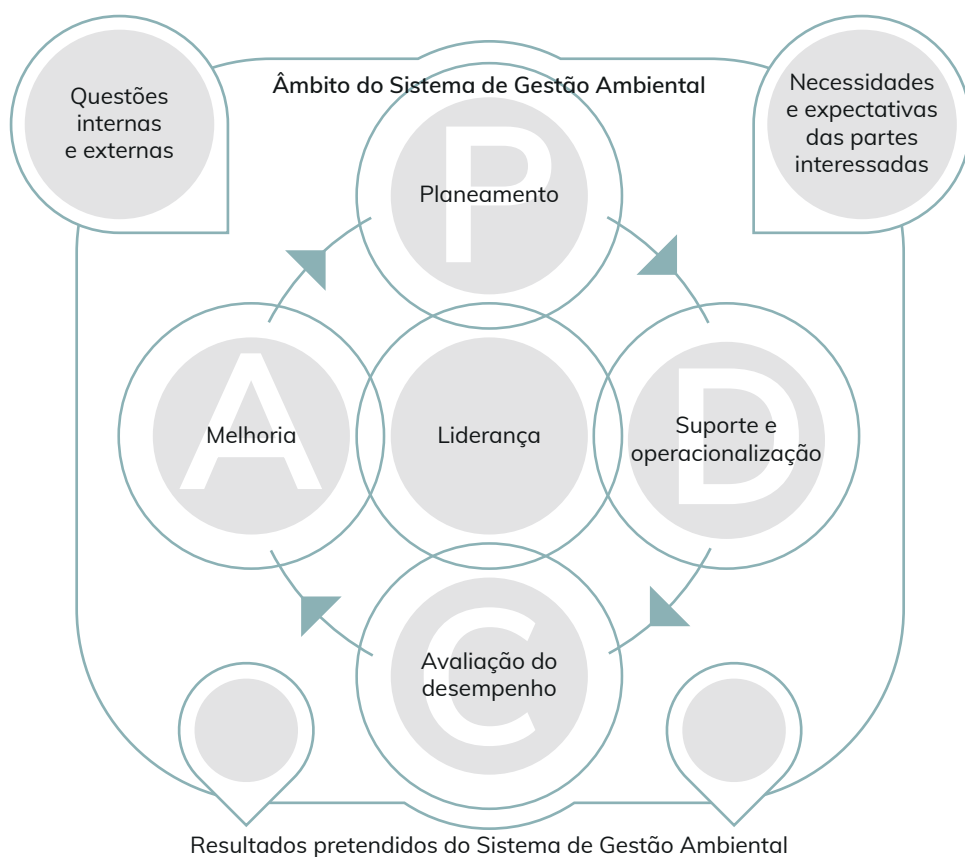 Âmbito do Sistema de Gestão Ambiental
Questões
internas
e externas
Necessidades
e expectativas
das partes
interessadas
P
Planeamento
A
Melhoria
Liderança
D
Suporte e
operacionalização
C
Avaliação do
desempenho
Resultados pretendidos do Sistema de Gestão Ambiental